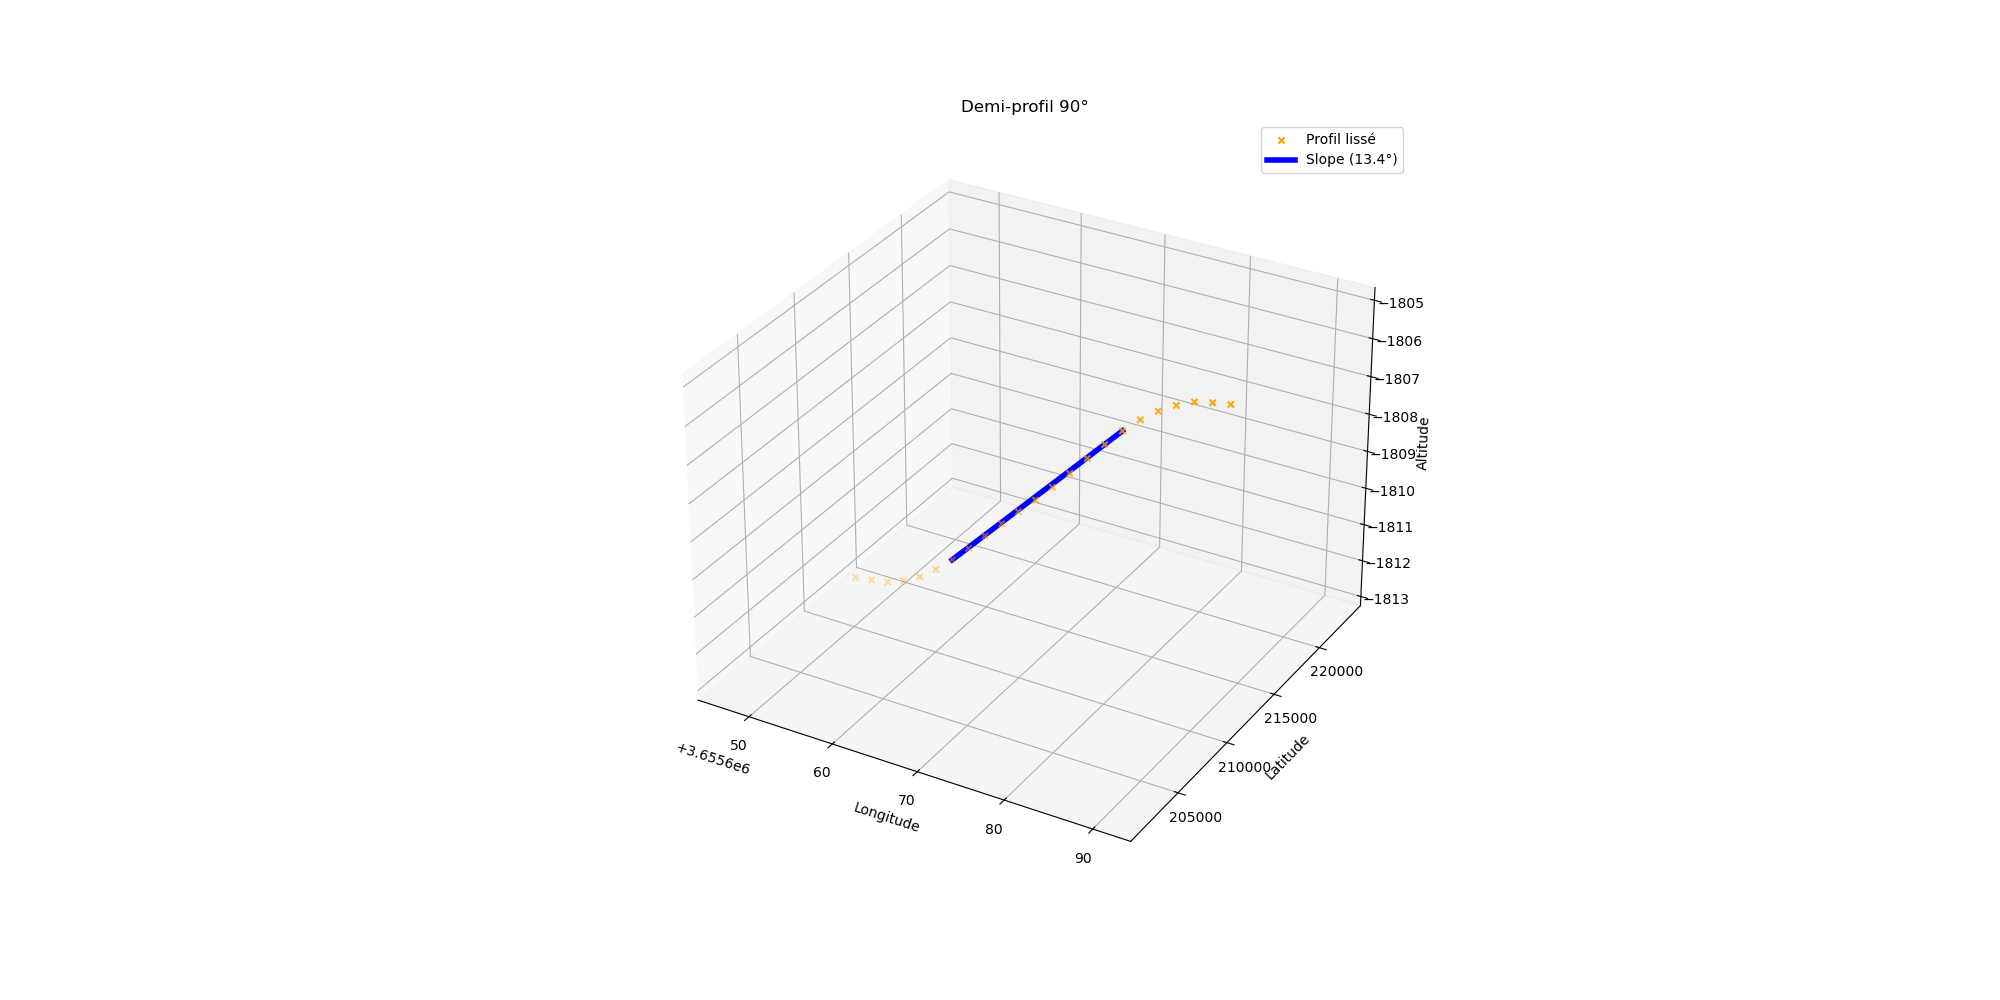 Demi-profil 90°
Profil lissé
Slope (13.4°)
−1805
−1806
−1807
−1808
−1809
−1810
−1811
−1812
−1813
Altitude
220000
215000
210000
205000
Latitude
50
60
70
80
90
+3.6556e6
Longitude